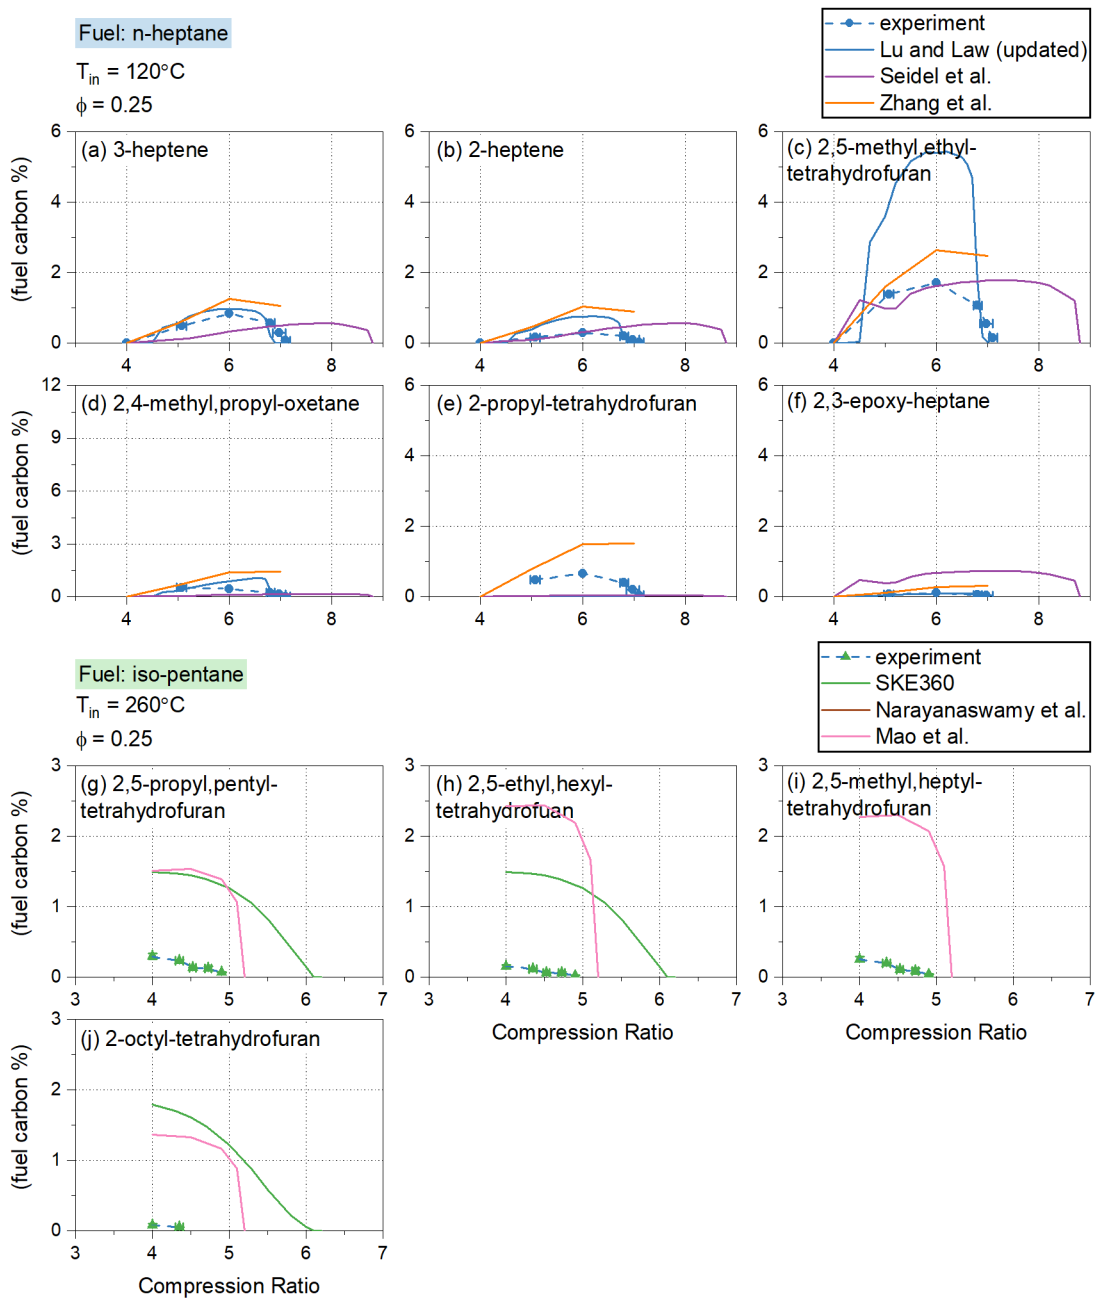 Fuel: n-heptane
T_in = 120°C
ϕ = 0.25
experiment
Lu and Law (updated)
Seidel et al.
Zhang et al.
(a) 3-heptene
(b) 2-heptene
(c) 2,5-methyl,ethyl-
tetrahydrofuran
(fuel carbon %)
6
4
2
0
4 6 8
6
4
2
0
4 6 8
6
4
2
0
4 6 8
(d) 2,4-methyl,propyl-oxetane
(e) 2-propyl-tetrahydrofuran
(f) 2,3-epoxy-heptane
(fuel carbon %)
12
9
6
3
0
4 6 8
6
4
2
0
4 6 8
6
4
2
0
4 6 8
Fuel: iso-pentane
T_in = 260°C
ϕ = 0.25
experiment
SKE360
Narayanaswamy et al.
Mao et al.
(g) 2,5-propyl,pentyl-
tetrahydrofuran
(h) 2,5-ethyl,hexyl-
tetrahydrofuan
(i) 2,5-methyl,heptyl-
tetrahydrofuran
(fuel carbon %)
3
2
1
0
3 4 5 6 7
3
2
1
0
3 4 5 6 7
Compression Ratio
3
2
1
0
3 4 5 6 7
Compression Ratio
(j) 2-octyl-tetrahydrofuran
(fuel carbon %)
3
2
1
0
3 4 5 6 7
Compression Ratio